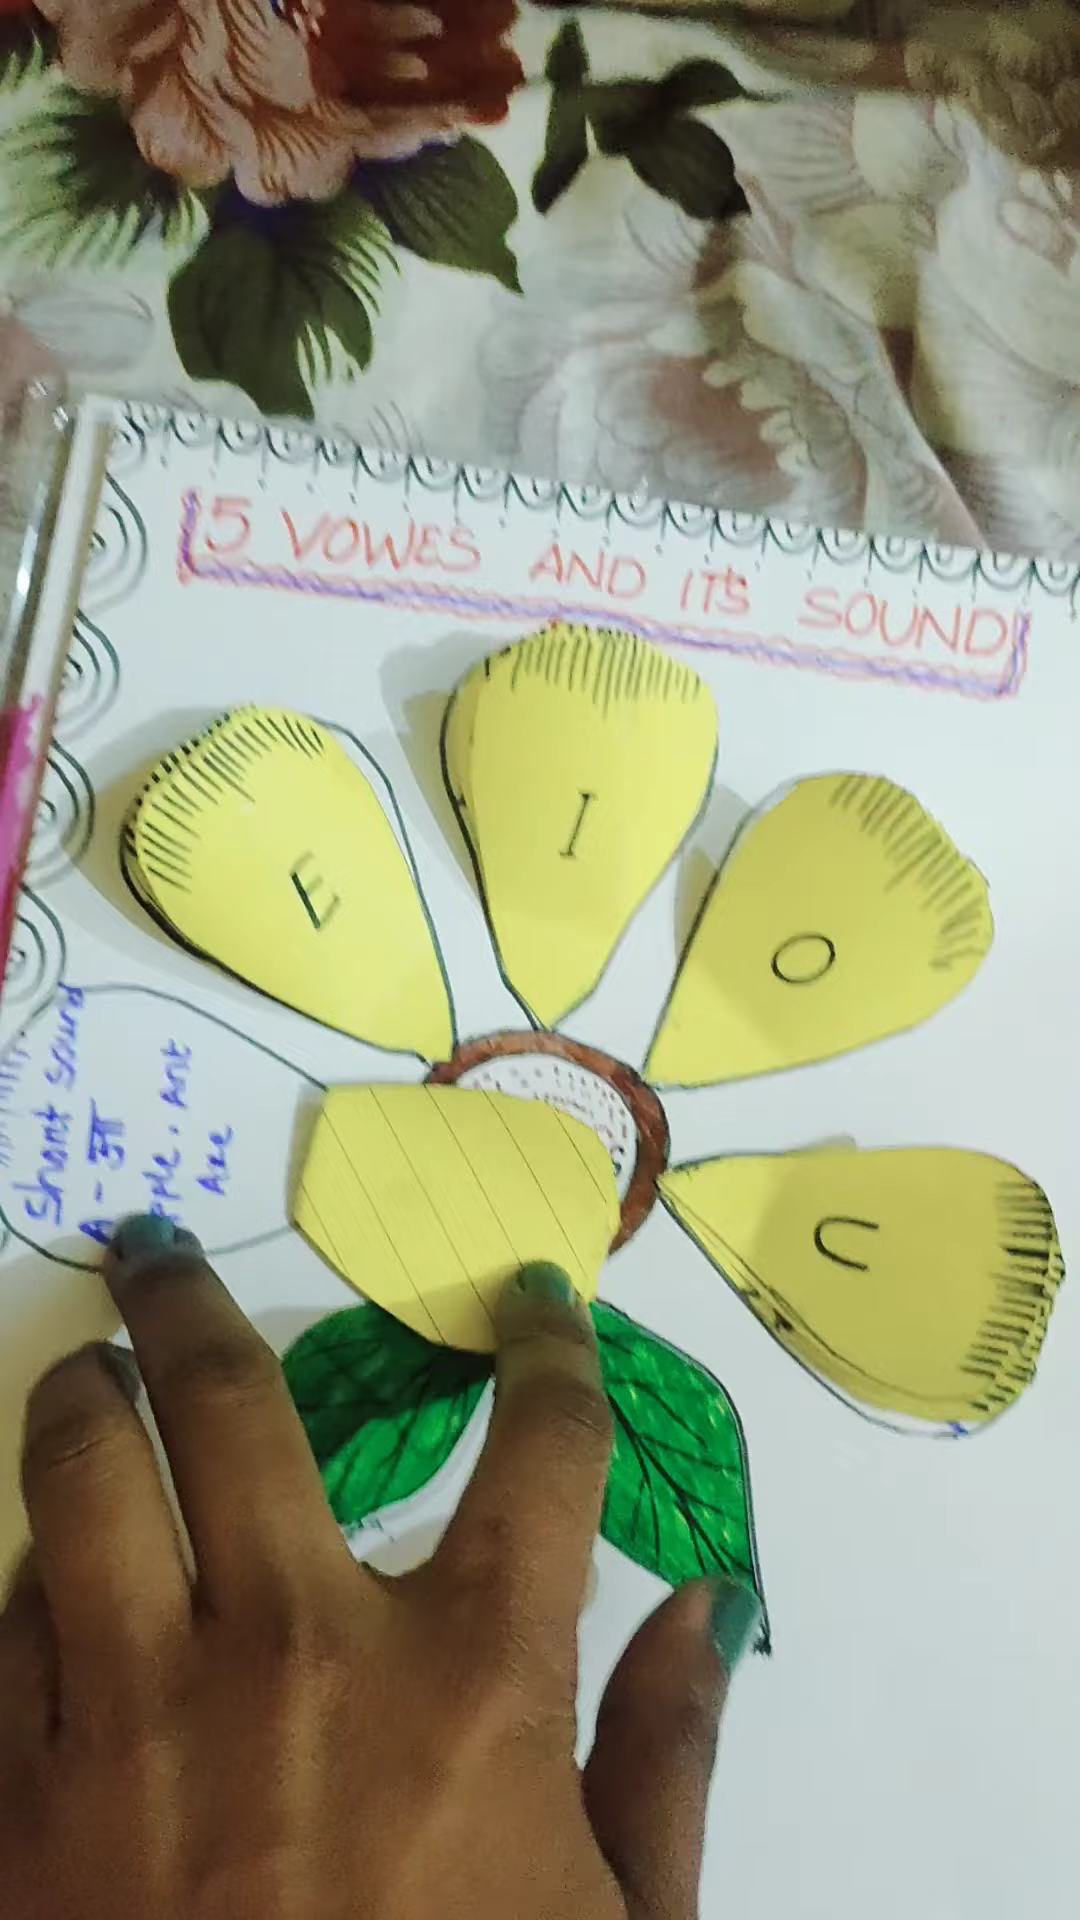 5 VOWES AND ITS SOUND
E
I
O
U
Short sound
A - आ
pple. Ant
Axe